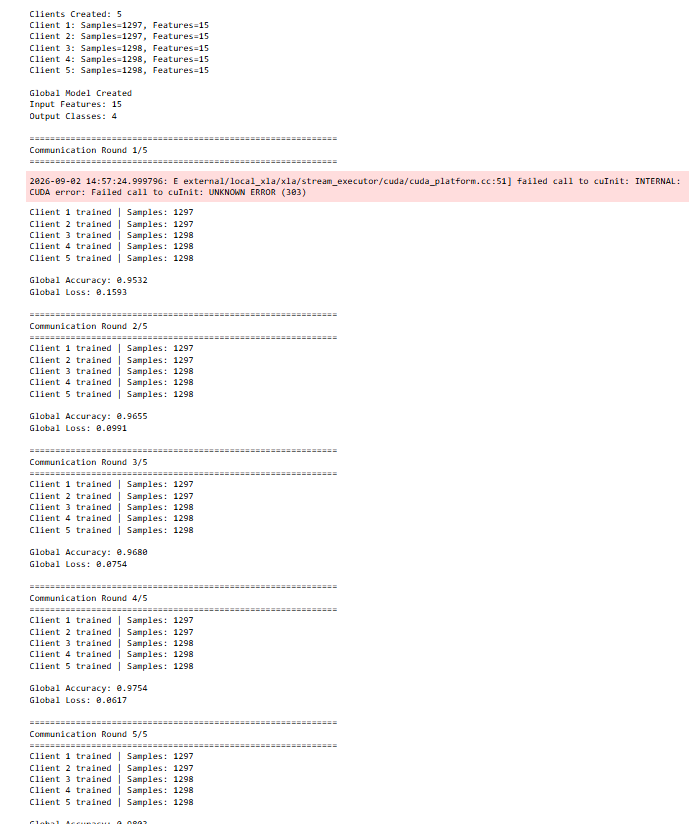 Clients Created: 5
Client 1: Samples=1297, Features=15
Client 2: Samples=1297, Features=15
Client 3: Samples=1298, Features=15
Client 4: Samples=1298, Features=15
Client 5: Samples=1298, Features=15
Global Model Created
Input Features: 15
Output Classes: 4
============================================================
Communication Round 1/5
============================================================
2026-09-02 14:57:24.999796: E external/local_xla/xla/stream_executor/cuda/cuda_platform.cc:51] failed call to cuInit: INTERNAL:
CUDA error: Failed call to cuInit: UNKNOWN ERROR (303)
Client 1 trained | Samples: 1297
Client 2 trained | Samples: 1297
Client 3 trained | Samples: 1298
Client 4 trained | Samples: 1298
Client 5 trained | Samples: 1298
Global Accuracy: 0.9532
Global Loss: 0.1593
============================================================
Communication Round 2/5
============================================================
Client 1 trained | Samples: 1297
Client 2 trained | Samples: 1297
Client 3 trained | Samples: 1298
Client 4 trained | Samples: 1298
Client 5 trained | Samples: 1298
Global Accuracy: 0.9655
Global Loss: 0.0991
============================================================
Communication Round 3/5
============================================================
Client 1 trained | Samples: 1297
Client 2 trained | Samples: 1297
Client 3 trained | Samples: 1298
Client 4 trained | Samples: 1298
Client 5 trained | Samples: 1298
Global Accuracy: 0.9680
Global Loss: 0.0754
============================================================
Communication Round 4/5
============================================================
Client 1 trained | Samples: 1297
Client 2 trained | Samples: 1297
Client 3 trained | Samples: 1298
Client 4 trained | Samples: 1298
Client 5 trained | Samples: 1298
Global Accuracy: 0.9754
Global Loss: 0.0617
============================================================
Communication Round 5/5
============================================================
Client 1 trained | Samples: 1297
Client 2 trained | Samples: 1297
Client 3 trained | Samples: 1298
Client 4 trained | Samples: 1298
Client 5 trained | Samples: 1298
Global Accuracy: